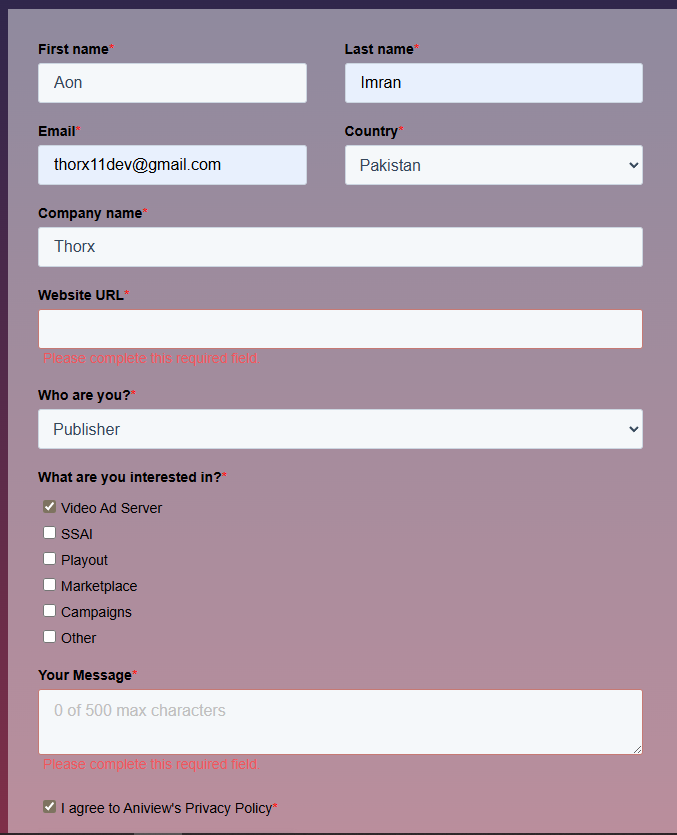 First name* Last name*
Aon Imran
Email* Country*
thorx11dev@gmail.com Pakistan
Company name*
Thorx
Website URL*
Please complete this required field.
Who are you?*
Publisher
What are you interested in?*
Video Ad Server
SSAI
Playout
Marketplace
Campaigns
Other
Your Message*
0 of 500 max characters
Please complete this required field.
I agree to Aniview's Privacy Policy*